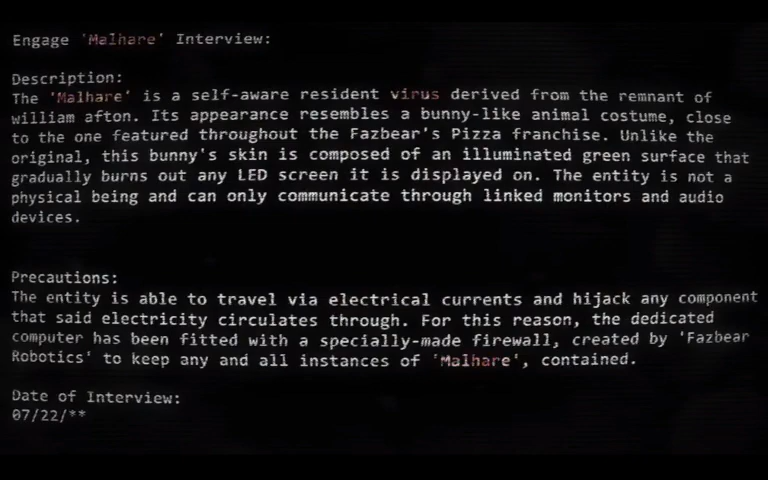 Engage 'Malhare' Interview:
Description:
The 'Malhare' is a self-aware resident virus derived from the remnant of
william afton. Its appearance resembles a bunny-like animal costume, close
to the one featured throughout the Fazbear's Pizza franchise. Unlike the
original, this bunny's skin is composed of an illuminated green surface that
gradually burns out any LED screen it is displayed on. The entity is not a
physical being and can only communicate through linked monitors and audio
devices.
Precautions:
The entity is able to travel via electrical currents and hijack any component
that said electricity circulates through. For this reason, the dedicated
computer has been fitted with a specially-made firewall, created by 'Fazbear
Robotics' to keep any and all instances of 'Malhare', contained.
Date of Interview:
07/22/**